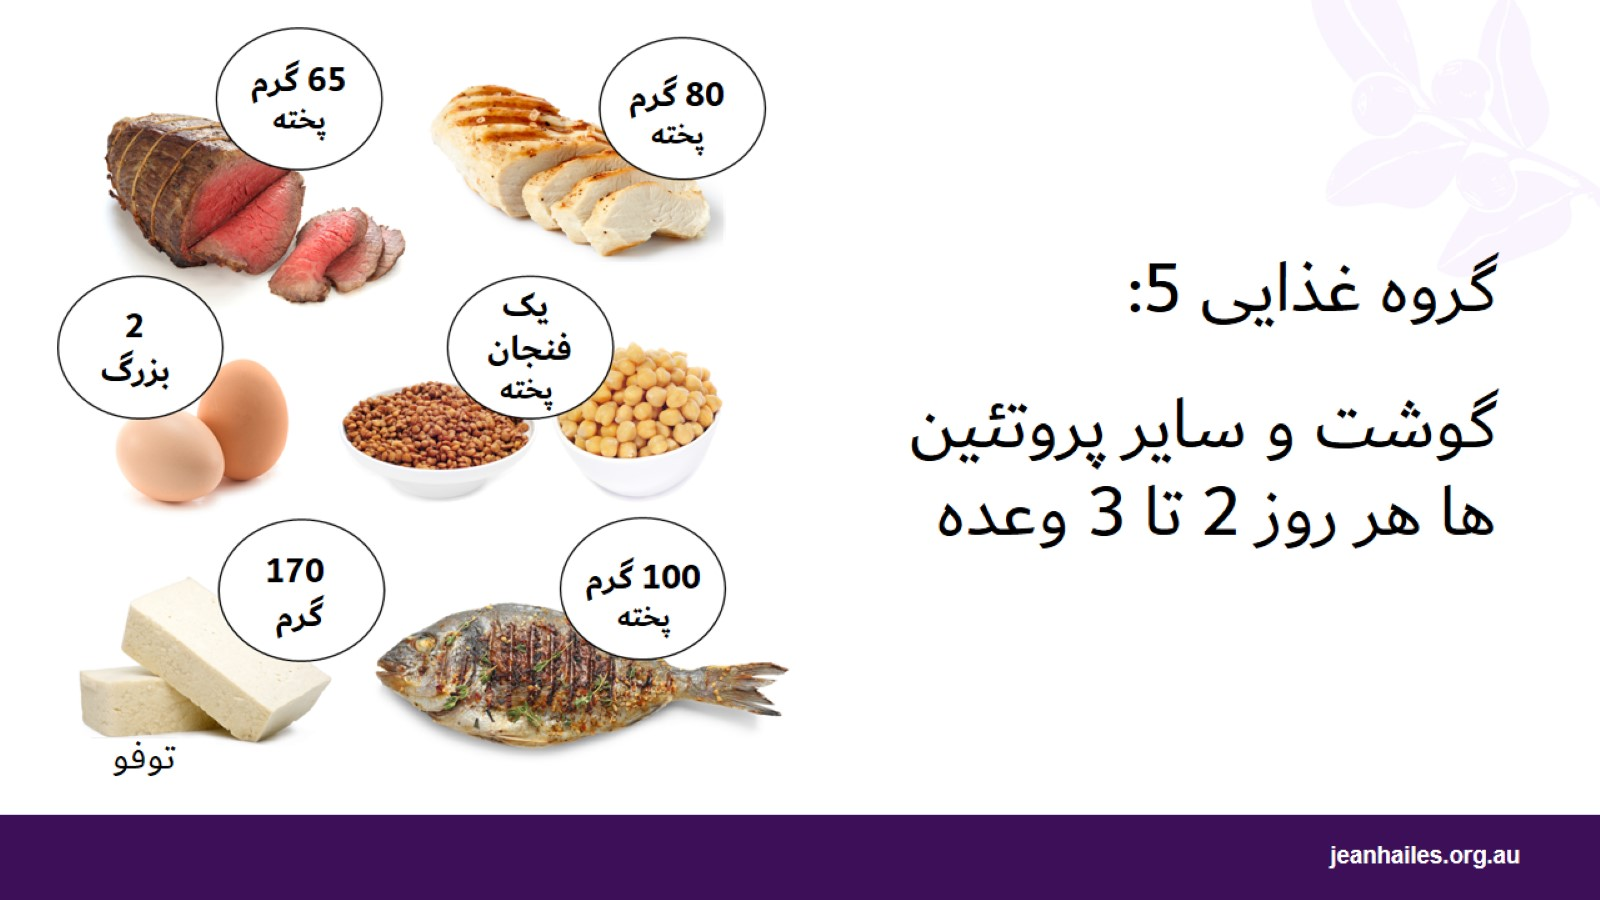 گروه غذایی 5:
گوشت و سایر پروتئین
ها هر روز 2 تا 3 وعده
80 گرم
پخته
65 گرم
پخته
یک
فنجان
پخته
2
بزرگ
100 گرم
پخته
170
گرم
توفو
jeanhailes.org.au